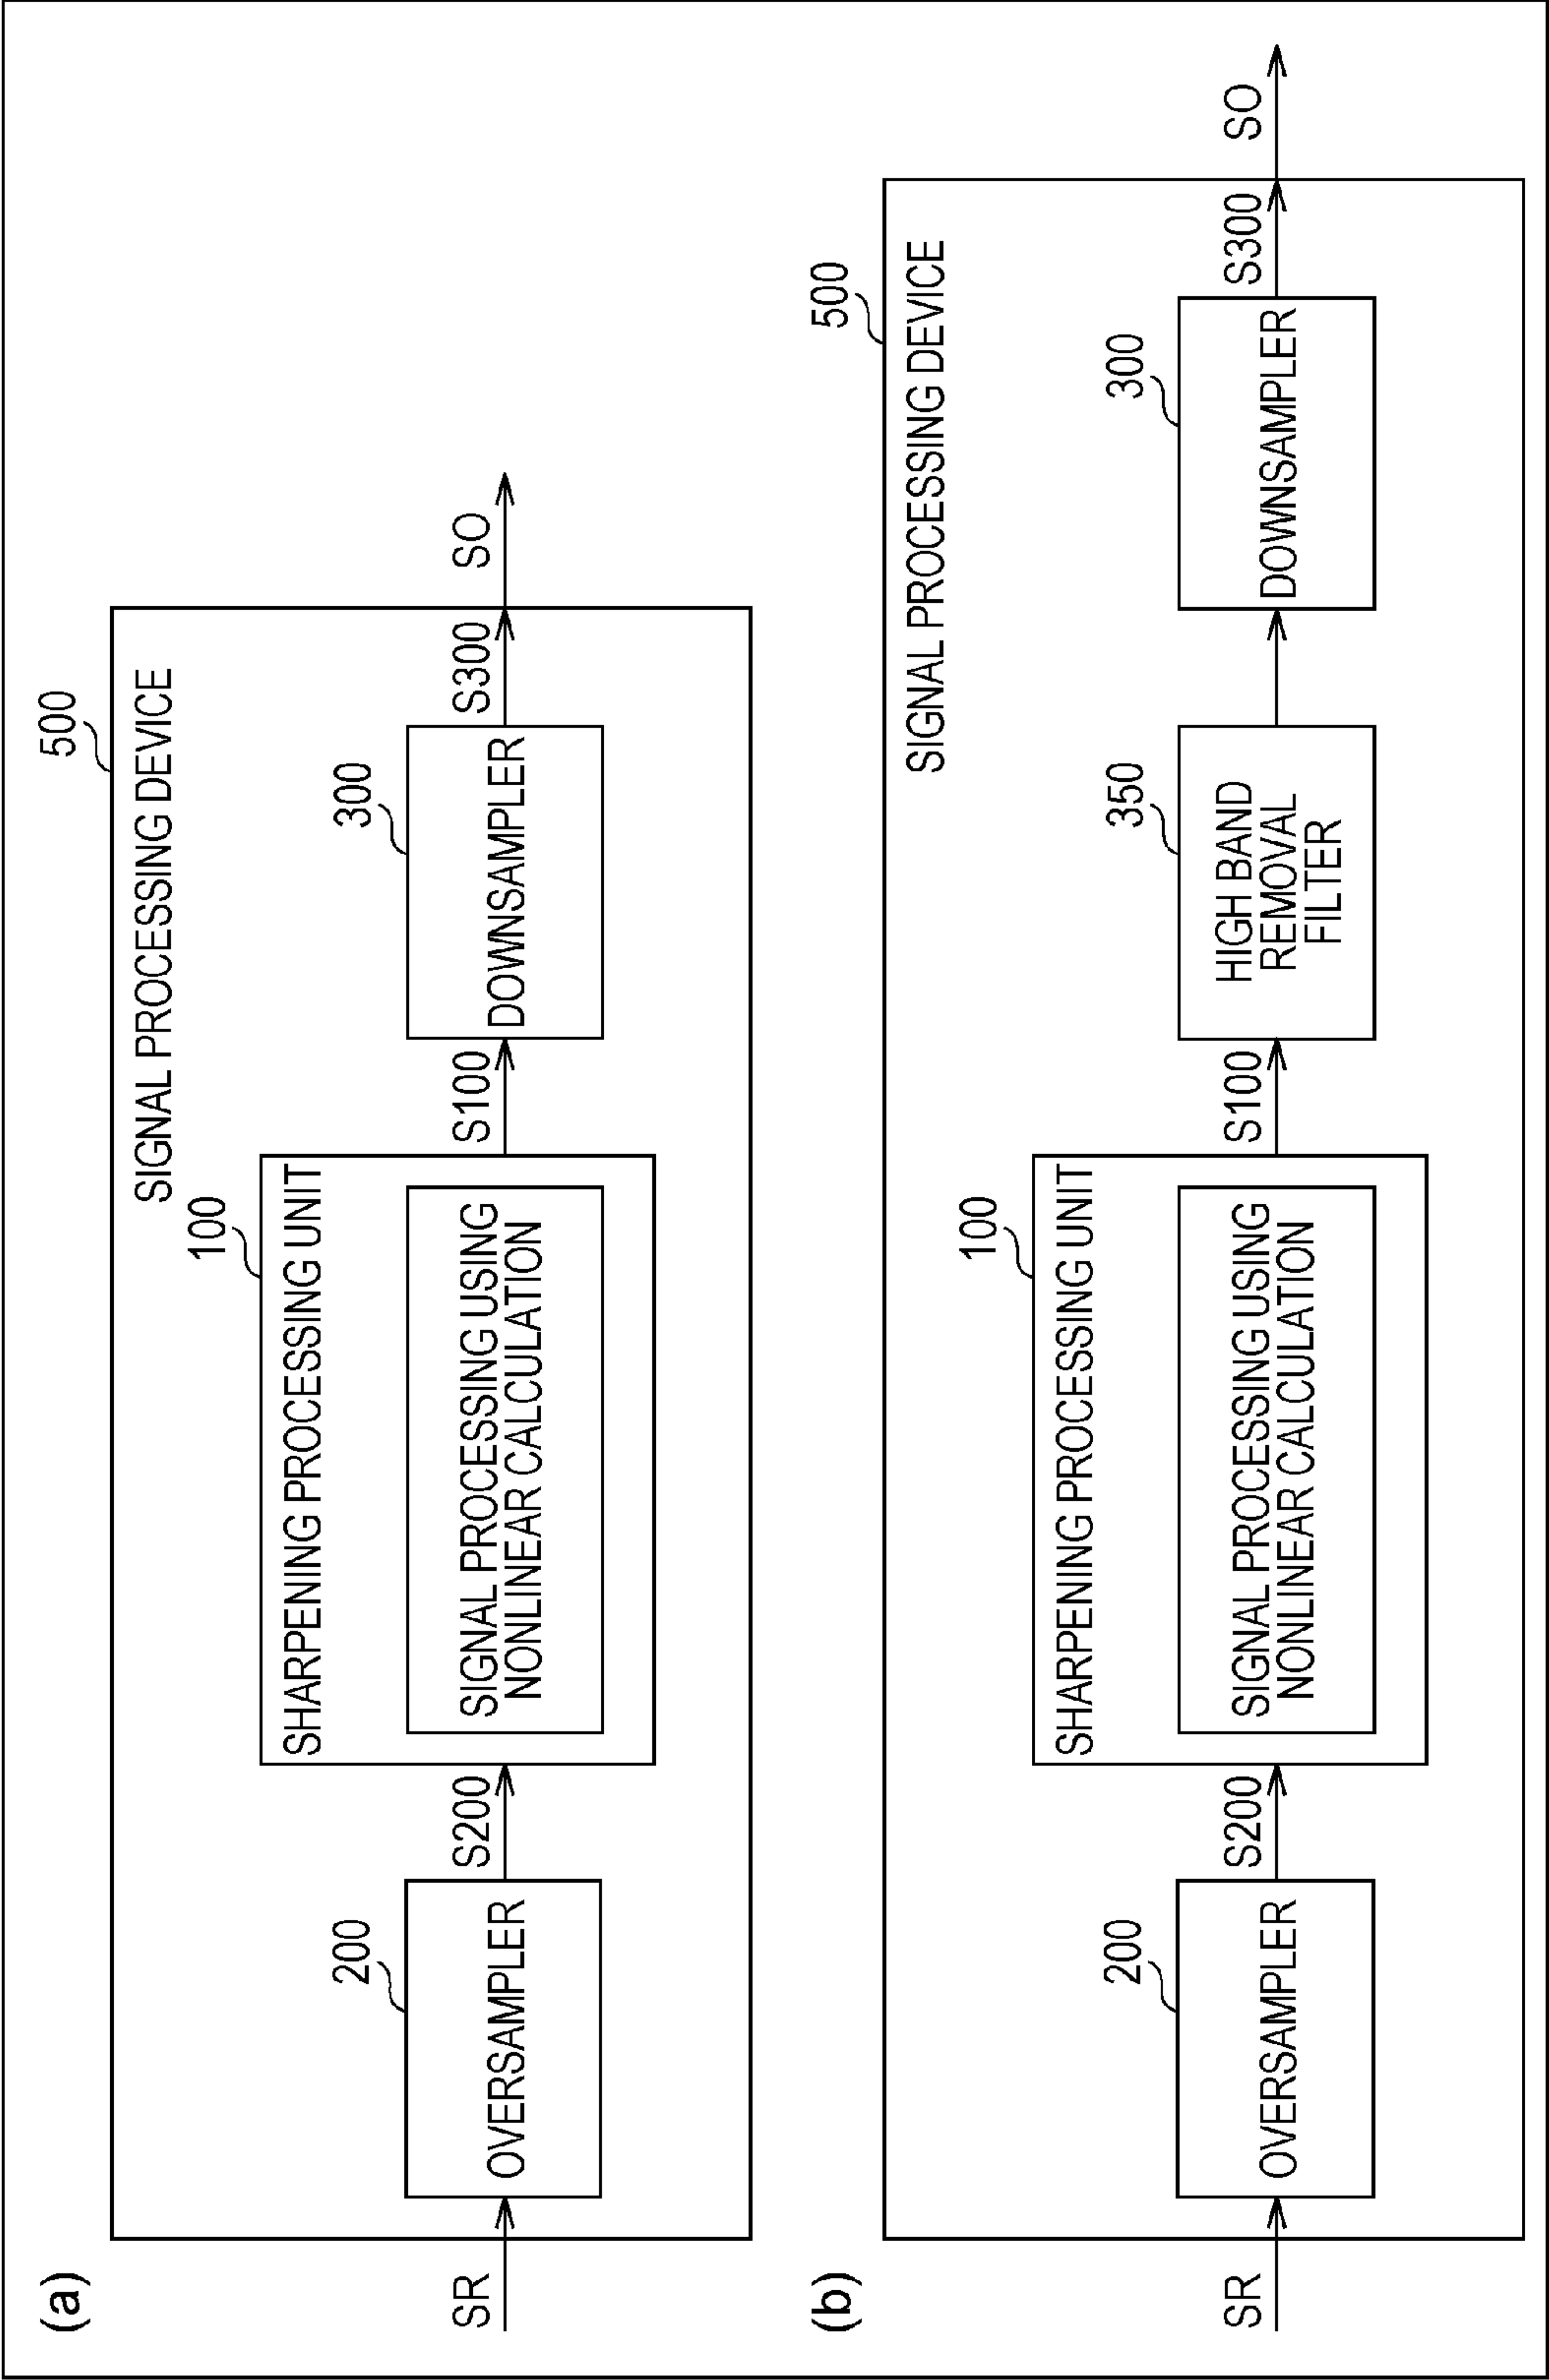 (a)
500
SIGNAL PROCESSING DEVICE
SR
200
OVERSAMPLER
S200
100
SHARPENING PROCESSING UNIT
SIGNAL PROCESSING USING
NONLINEAR CALCULATION
S100
300
DOWNSAMPLER
S300
SO
(b)
500
SIGNAL PROCESSING DEVICE
SR
200
OVERSAMPLER
S200
100
SHARPENING PROCESSING UNIT
SIGNAL PROCESSING USING
NONLINEAR CALCULATION
S100
350
HIGH BAND
REMOVAL
FILTER
300
DOWNSAMPLER
S300
SO